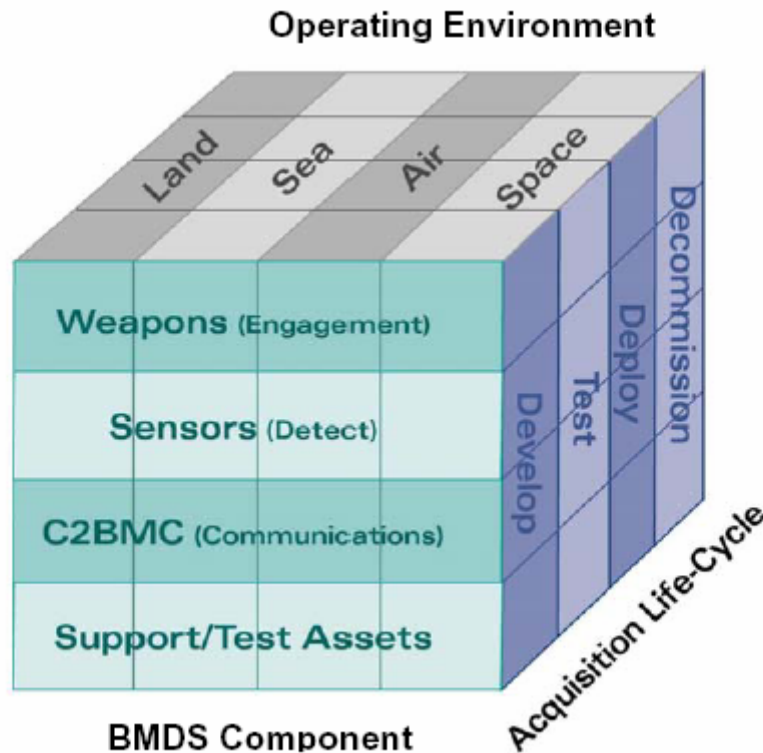 Operating Environment
Land
Sea
Air
Space
Weapons (Engagement)
Sensors (Detect)
C2BMC (Communications)
Support/Test Assets
Develop
Test
Deploy
Decommission
Acquisition Life-Cycle
BMDS Component